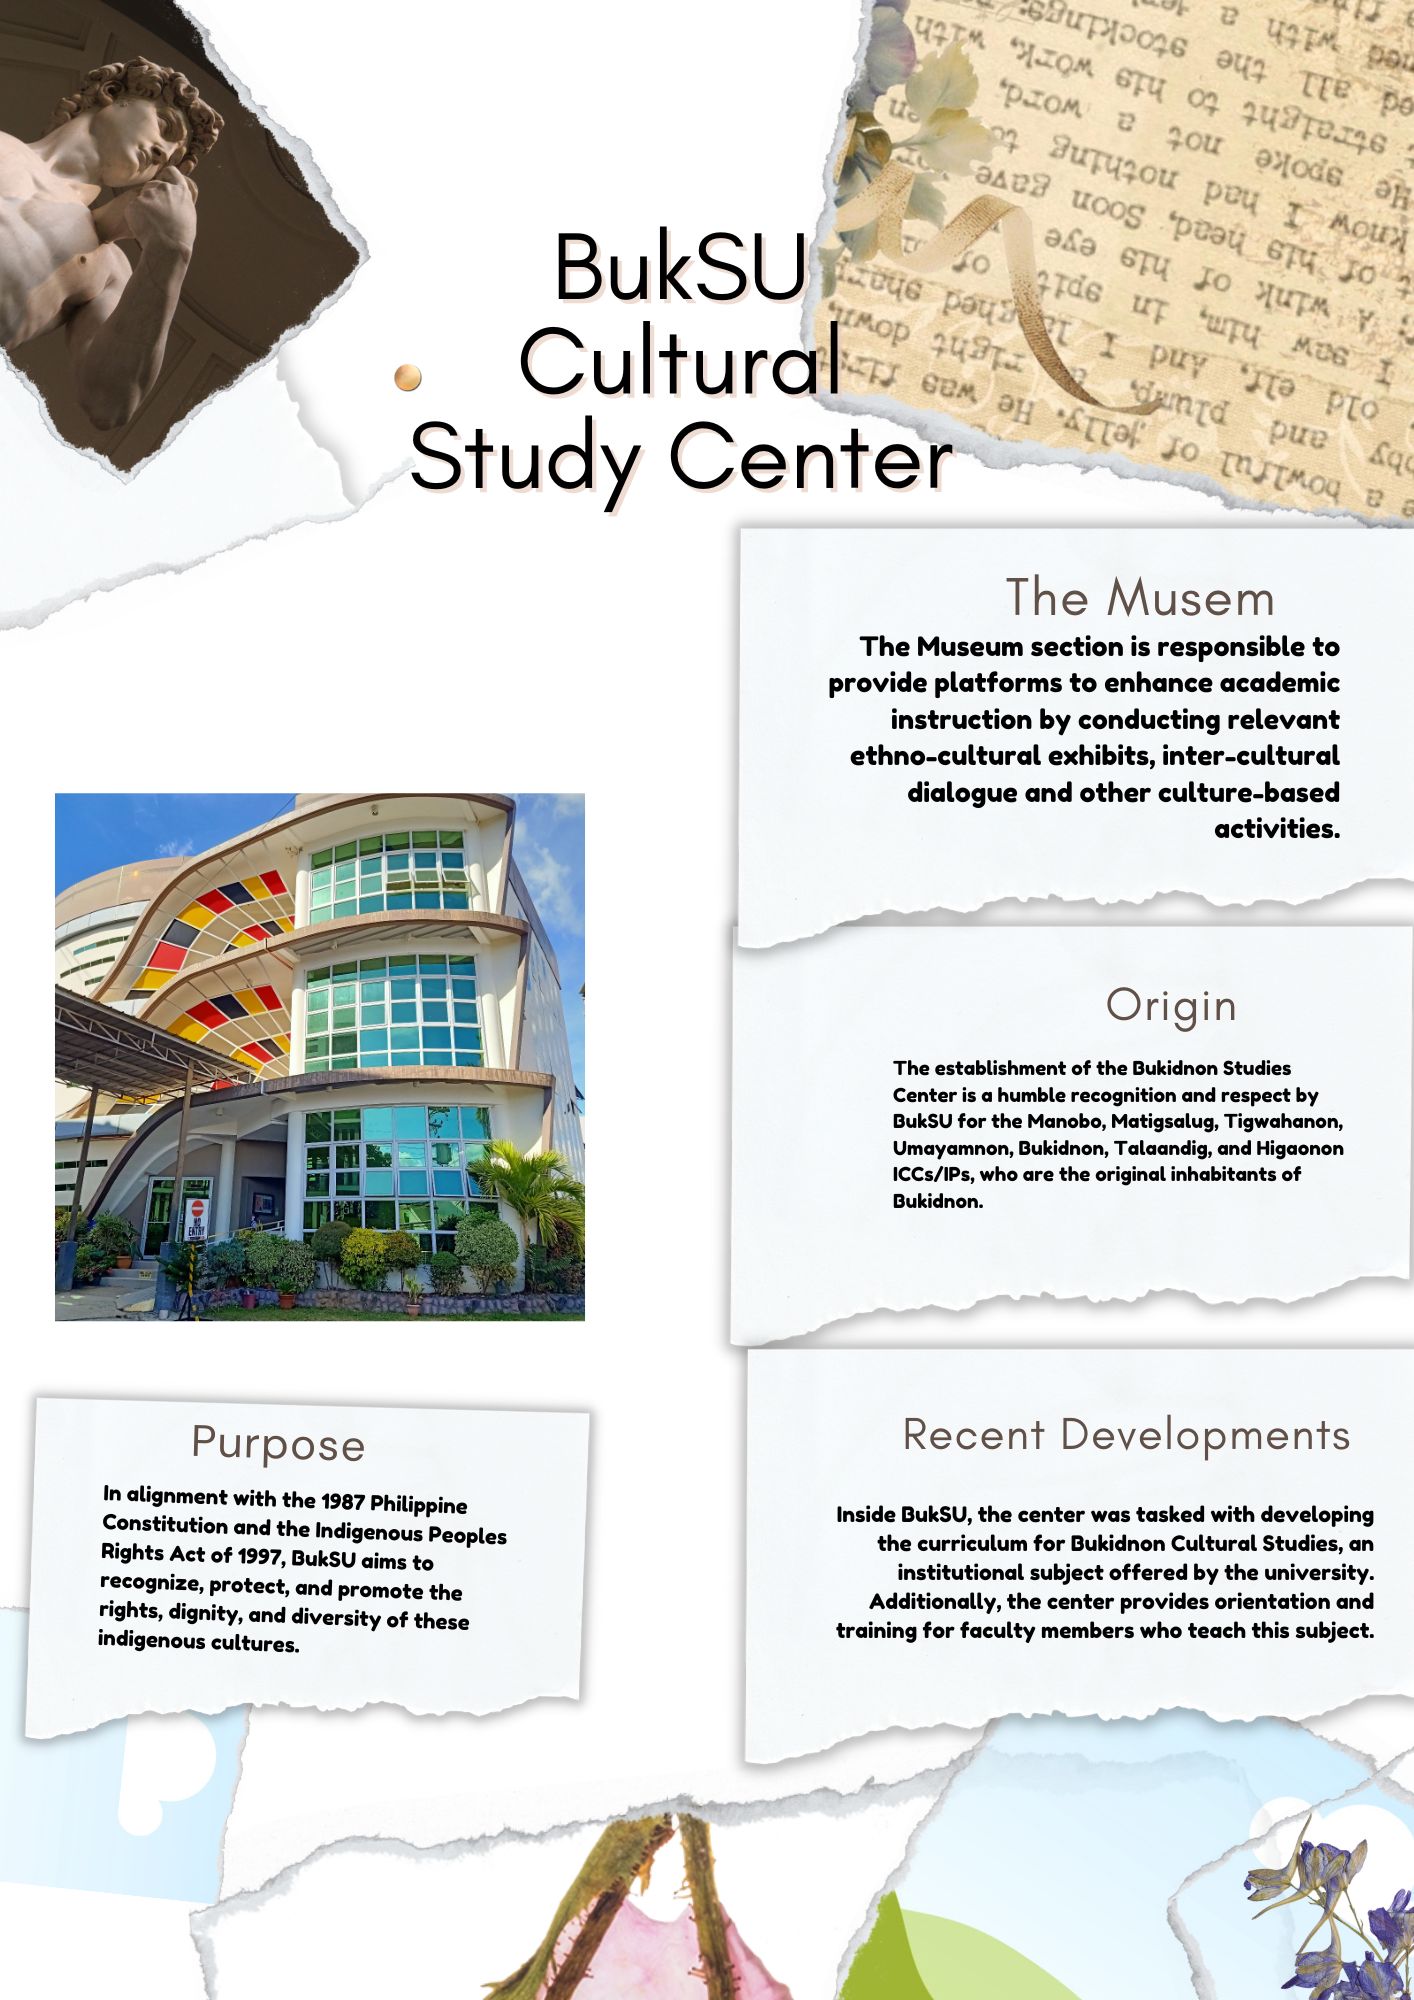 BukSU
Cultural
Study Center
The Musem
The Museum section is responsible to
provide platforms to enhance academic
instruction by conducting relevant
ethno-cultural exhibits, inter-cultural
dialogue and other culture-based
activities.
Origin
The establishment of the Bukidnon Studies
Center is a humble recognition and respect by
BukSU for the Manobo, Matigsalug, Tigwahanon,
Umayamnon, Bukidnon, Talaandig, and Higaonon
ICCs/IPs, who are the original inhabitants of
Bukidnon.
NO
ENTRY
Purpose
In alignment with the 1987 Philippine
Constitution and the Indigenous Peoples
Rights Act of 1997, BukSU aims to
recognize, protect, and promote the
rights, dignity, and diversity of these
indigenous cultures.
Recent Developments
Inside BukSU, the center was tasked with developing
the curriculum for Bukidnon Cultural Studies, an
institutional subject offered by the university.
Additionally, the center provides orientation and
training for faculty members who teach this subject.